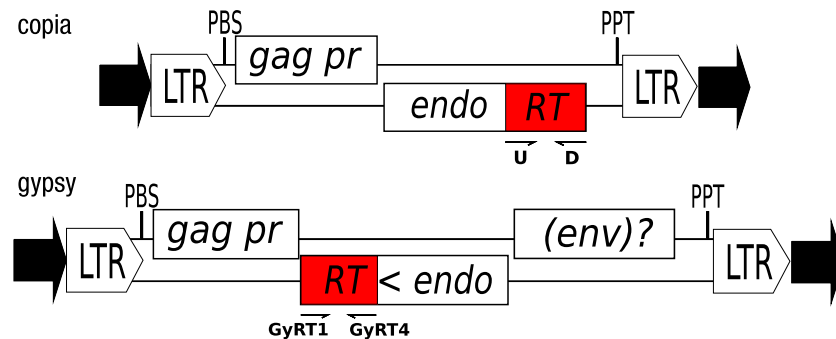 copia
PBS PPT
LTR gag pr LTR
endo RT
U D
gypsy
PBS PPT
LTR gag pr (env)? LTR
RT < endo
GyRT1 GyRT4